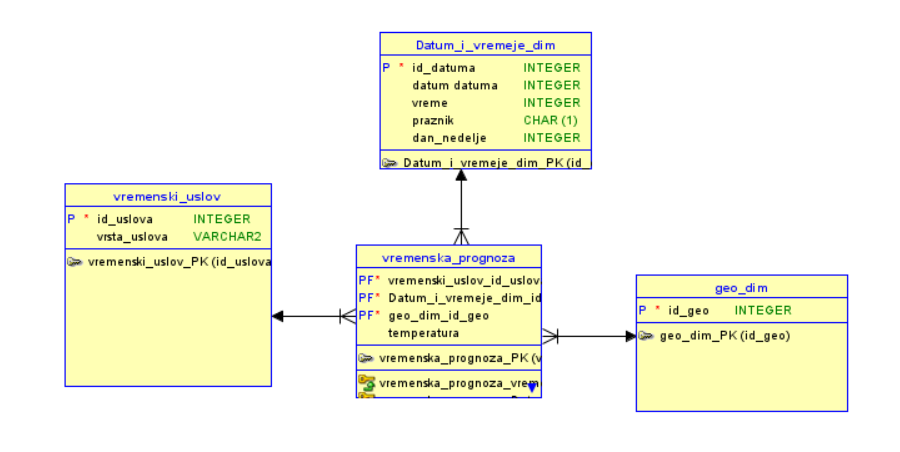 Datum_i_vremeje_dim
P * id_datuma INTEGER
datum datuma INTEGER
vreme INTEGER
praznik CHAR (1)
dan_nedelje INTEGER
Datum_i_vremeje_dim_PK (id_
vremenski_uslov
P * id_uslova INTEGER
vrsta_uslova VARCHAR2
vremenski_uslov_PK (id_uslova
vremenska_prognoza
PF* vremenski_uslov_id_uslov
PF* Datum_i_vremeje_dim_id
PF* geo_dim_id_geo
temperatura
vremenska_prognoza_PK (v
vremenska_prognoza_vrem
geo_dim
P * id_geo INTEGER
geo_dim_PK (id_geo)